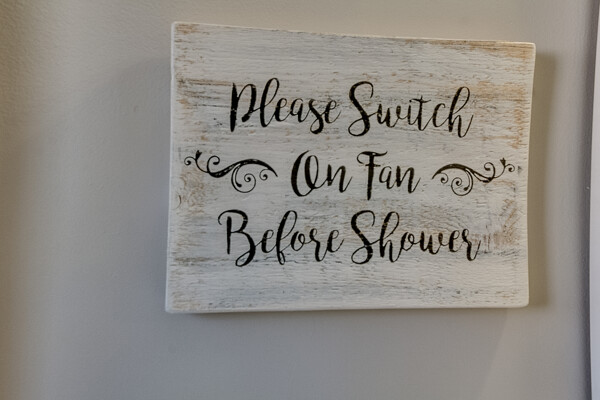 Please Switch
On Fan
Before Shower